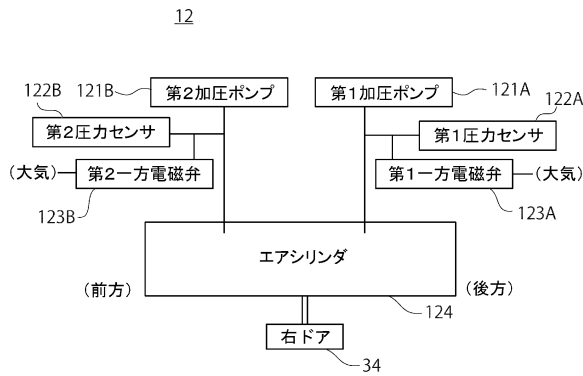 12
122B
121B
第2加圧ポンプ
第1加圧ポンプ
121A
122A
第2圧力センサ
第1圧力センサ
(大気)
第2一方電磁弁
第1一方電磁弁
(大気)
123B
123A
エアシリンダ
(前方)
(後方)
124
右ドア
34